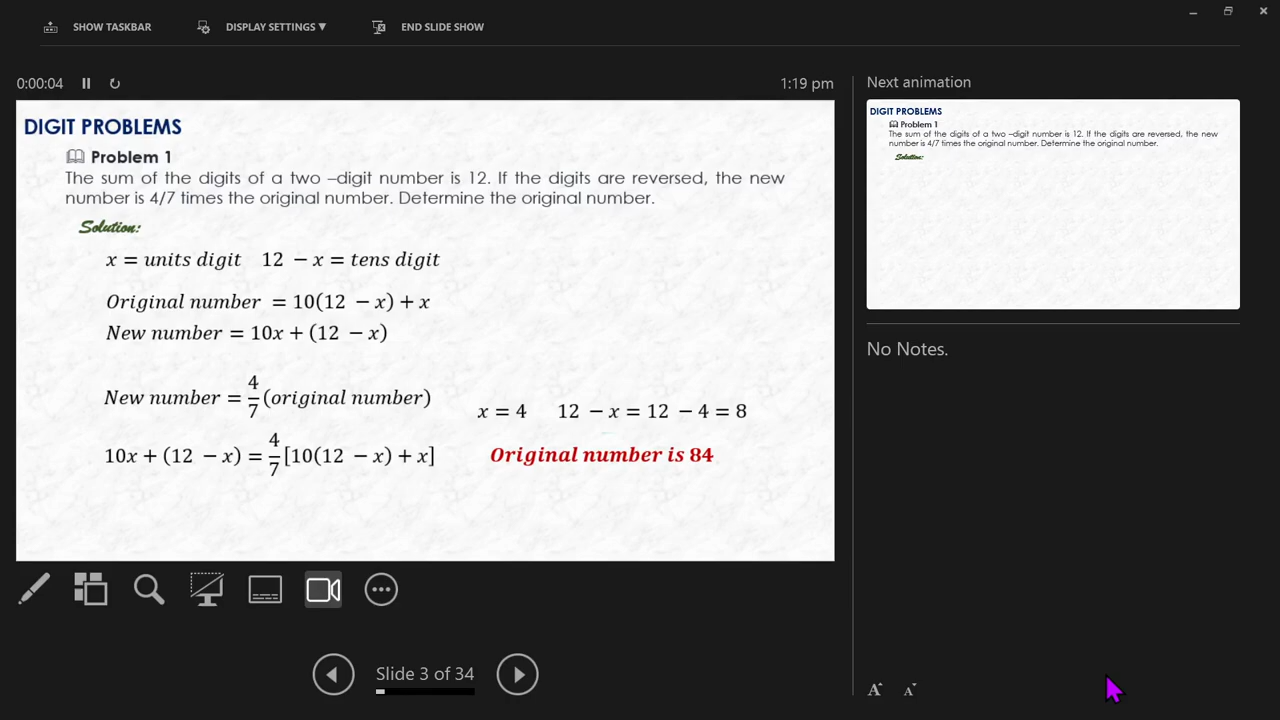 SHOW TASKBAR DISPLAY SETTINGS ▼ END SLIDE SHOW
0:00:04 1:19 pm
DIGIT PROBLEMS
Problem 1
The sum of the digits of a two –digit number is 12. If the digits are reversed, the new
number is 4/7 times the original number. Determine the original number.
Solution:
x = units digit 12 − x = tens digit
Original number = 10(12 − x) + x
New number = 10x + (12 − x)
New number = 4/7 (original number)
10x + (12 − x) = 4/7 [10(12 − x) + x]
x = 4 12 − x = 12 − 4 = 8
Original number is 84
Slide 3 of 34
Next animation
DIGIT PROBLEMS
Problem 1
The sum of the digits of a two –digit number is 12. If the digits are reversed, the new
number is 4/7 times the original number. Determine the original number.
Solution:
No Notes.
A A